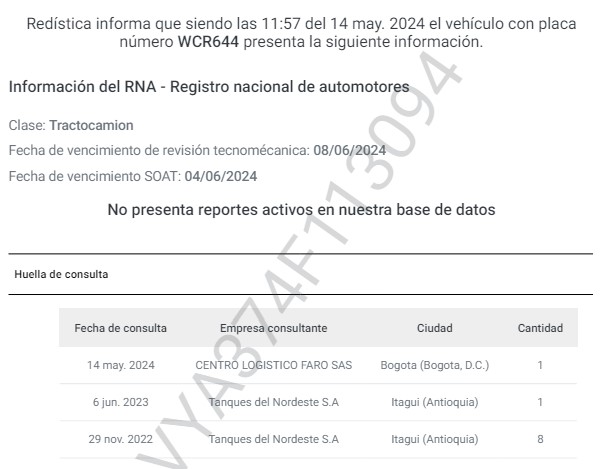 Redística informa que siendo las 11:57 del 14 may. 2024 el vehículo con placa
número WCR644 presenta la siguiente información.
Información del RNA - Registro nacional de automotores
Clase: Tractocamion
Fecha de vencimiento de revisión tecnomécanica: 08/06/2024
Fecha de vencimiento SOAT: 04/06/2024
No presenta reportes activos en nuestra base de datos
Huella de consulta
Fecha de consulta Empresa consultante Ciudad Cantidad
14 may. 2024 CENTRO LOGISTICO FARO SAS Bogota (Bogota, D.C.) 1
6 jun. 2023 Tanques del Nordeste S.A Itagui (Antioquia) 1
29 nov. 2022 Tanques del Nordeste S.A Itagui (Antioquia) 8
VYA374F113094